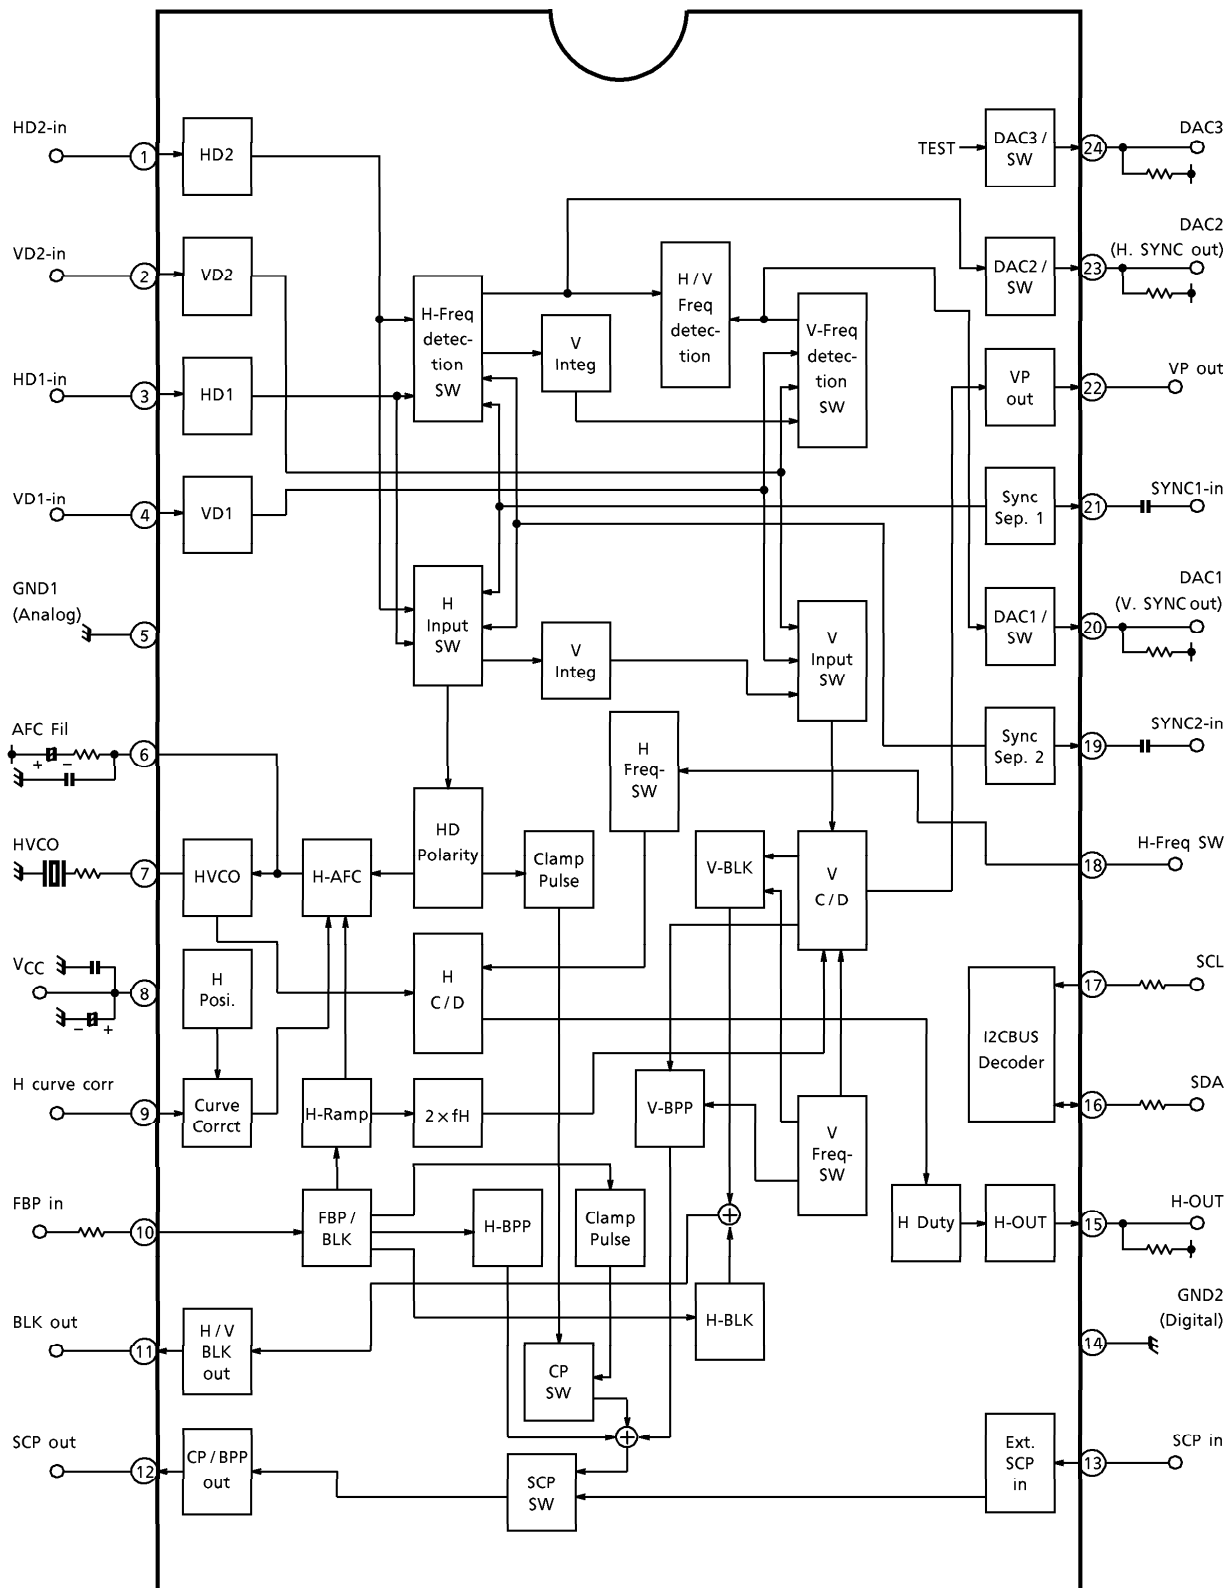 HD2-in
1
HD2
TEST
DAC3 /
SW
24
DAC3
VD2-in
2
VD2
H-Freq
detec-
tion
SW
V
Integ
H / V
Freq
detec-
tion
V-Freq
detec-
tion
SW
DAC2 /
SW
23
DAC2
(H. SYNC out)
HD1-in
3
HD1
VP
out
22
VP out
VD1-in
4
VD1
Sync
Sep. 1
21
SYNC1-in
GND1
(Analog)
5
H
Input
SW
V
Integ
V
Input
SW
DAC1 /
SW
20
DAC1
(V. SYNC out)
AFC Fil
+ −
6
H
Freq-
SW
Sync
Sep. 2
19
SYNC2-in
HVCO
7
HVCO
H-AFC
HD
Polarity
Clamp
Pulse
V-BLK
V
C / D
18
H-Freq SW
VCC
− +
8
H
Posi.
H
C / D
I2CBUS
Decoder
17
SCL
H curve corr
9
Curve
Corrct
H-Ramp
2 × fH
V-BPP
V
Freq-
SW
16
SDA
FBP in
10
FBP /
BLK
H-BPP
Clamp
Pulse
+
H Duty
H-OUT
15
H-OUT
BLK out
11
H / V
BLK
out
CP
SW
H-BLK
14
GND2
(Digital)
SCP out
12
CP / BPP
out
+
SCP
SW
Ext.
SCP
in
13
SCP in